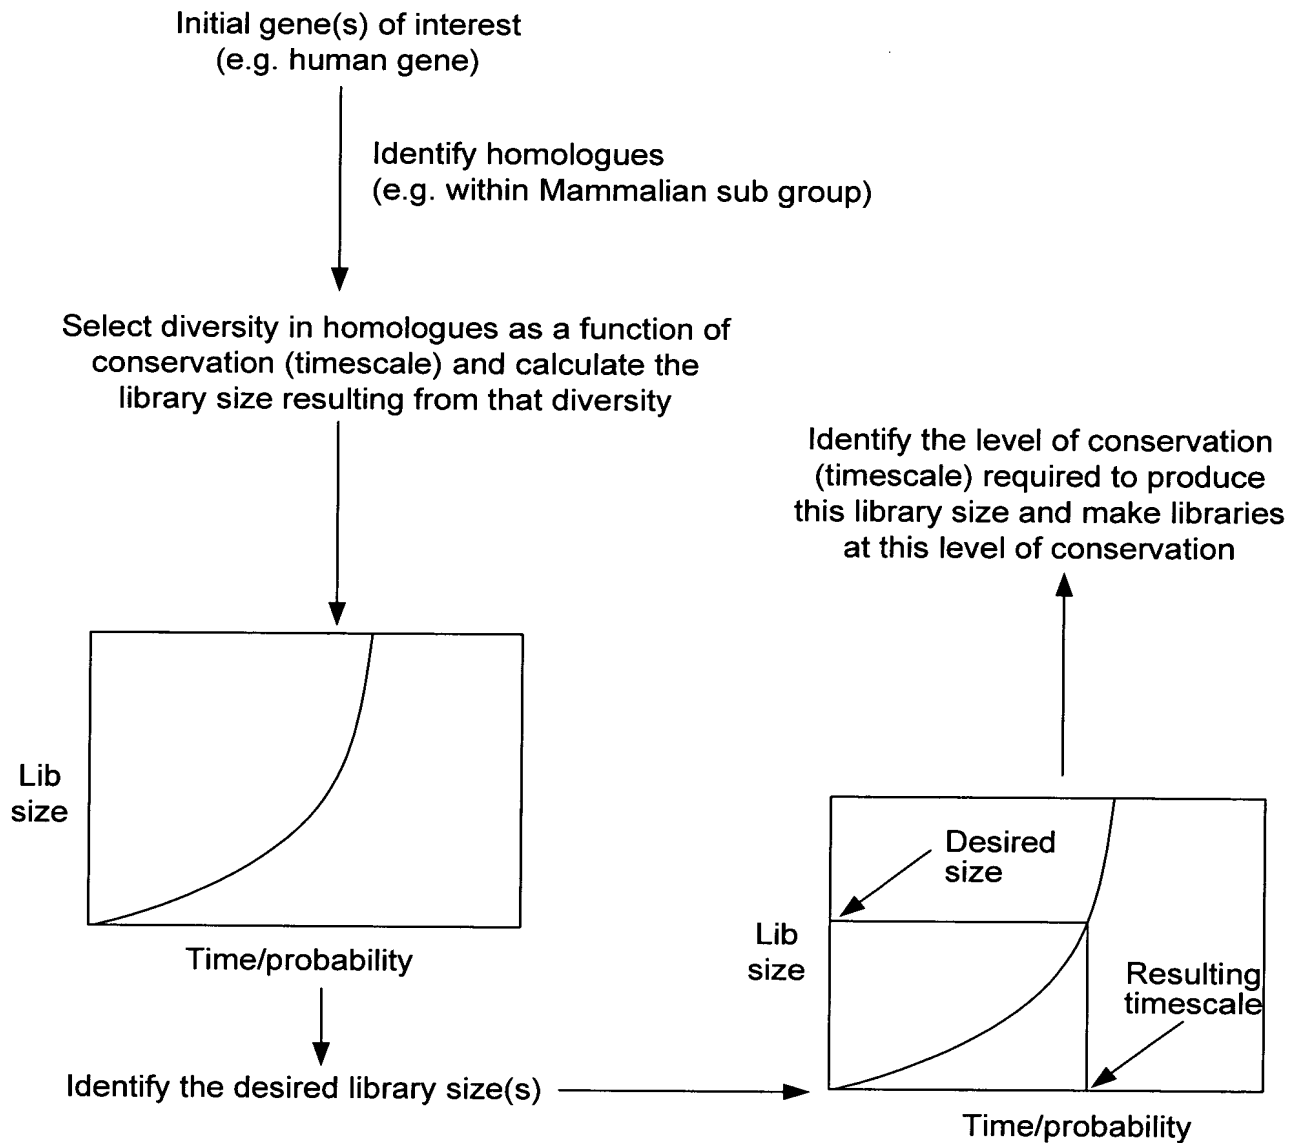 Initial gene(s) of interest
(e.g. human gene)
Identify homologues
(e.g. within Mammalian sub group)
Select diversity in homologues as a function of
conservation (timescale) and calculate the
library size resulting from that diversity
Lib
size
Time/probability
Identify the desired library size(s)
Desired
size
Lib
size
Resulting
timescale
Time/probability
Identify the level of conservation
(timescale) required to produce
this library size and make libraries
at this level of conservation